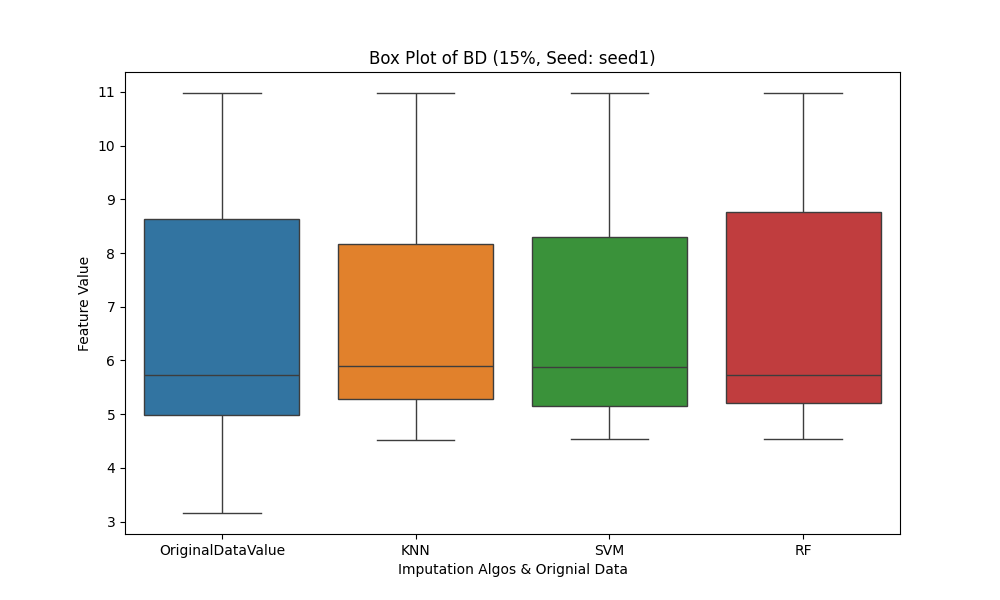 Box Plot of BD (15%, Seed: seed1)
11
10
9
8
7
6
5
4
3
Feature Value
OriginalDataValue KNN SVM RF
Imputation Algos & Orignial Data